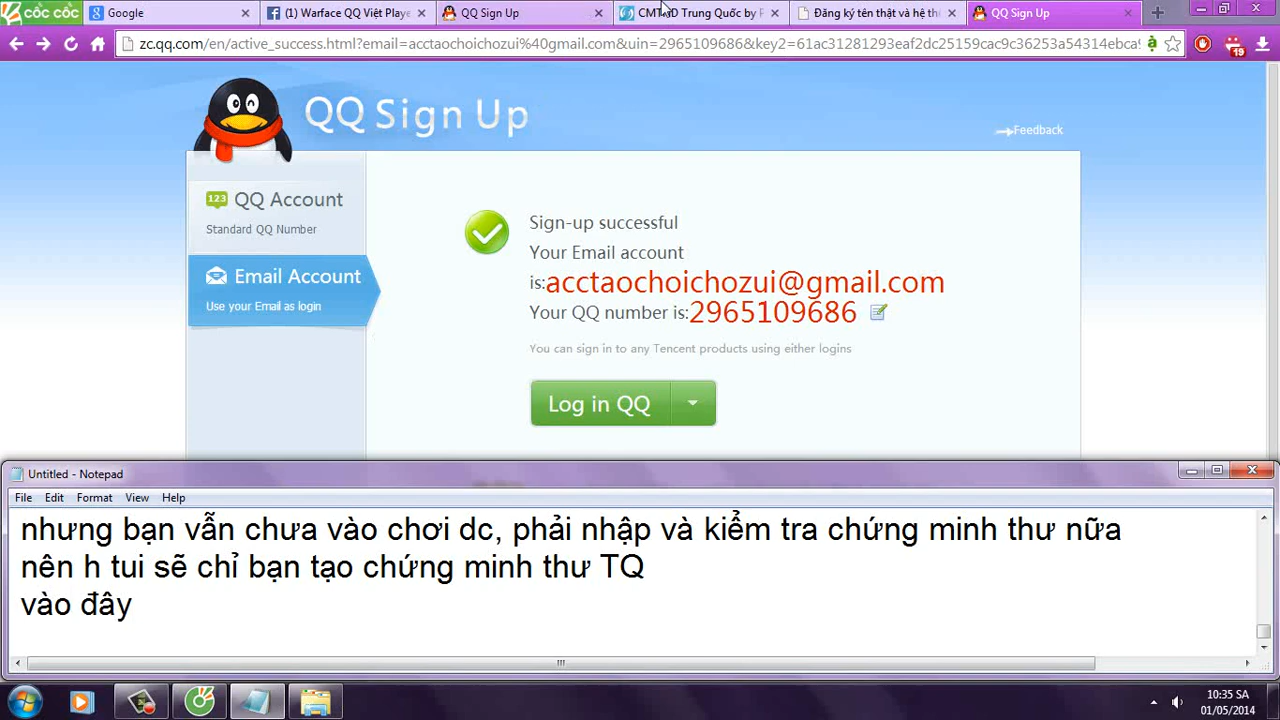 cốc cốc
Google
(1) Warface QQ Việt Playe
QQ Sign Up
CMTND Trung Quốc by F
Đăng ký tên thật và hệ thố
QQ Sign Up
zc.qq.com/en/active_success.html?email=acctaochoichozui%40gmail.com&uin=2965109686&key2=61ac31281293eaf2dc25159cac9c36253a54314ebca9
19
QQ Sign Up
Feedback
123 QQ Account
Standard QQ Number
Email Account
Use your Email as login
Sign-up successful
Your Email account
is:acctaochoichozui@gmail.com
Your QQ number is:2965109686
You can sign in to any Tencent products using either logins
Log in QQ
Untitled - Notepad
File Edit Format View Help
nhưng bạn vẫn chưa vào chơi dc, phải nhập và kiểm tra chứng minh thư nữa
nên h tui sẽ chỉ bạn tạo chứng minh thư TQ
vào đây
10:35 SA
01/05/2014